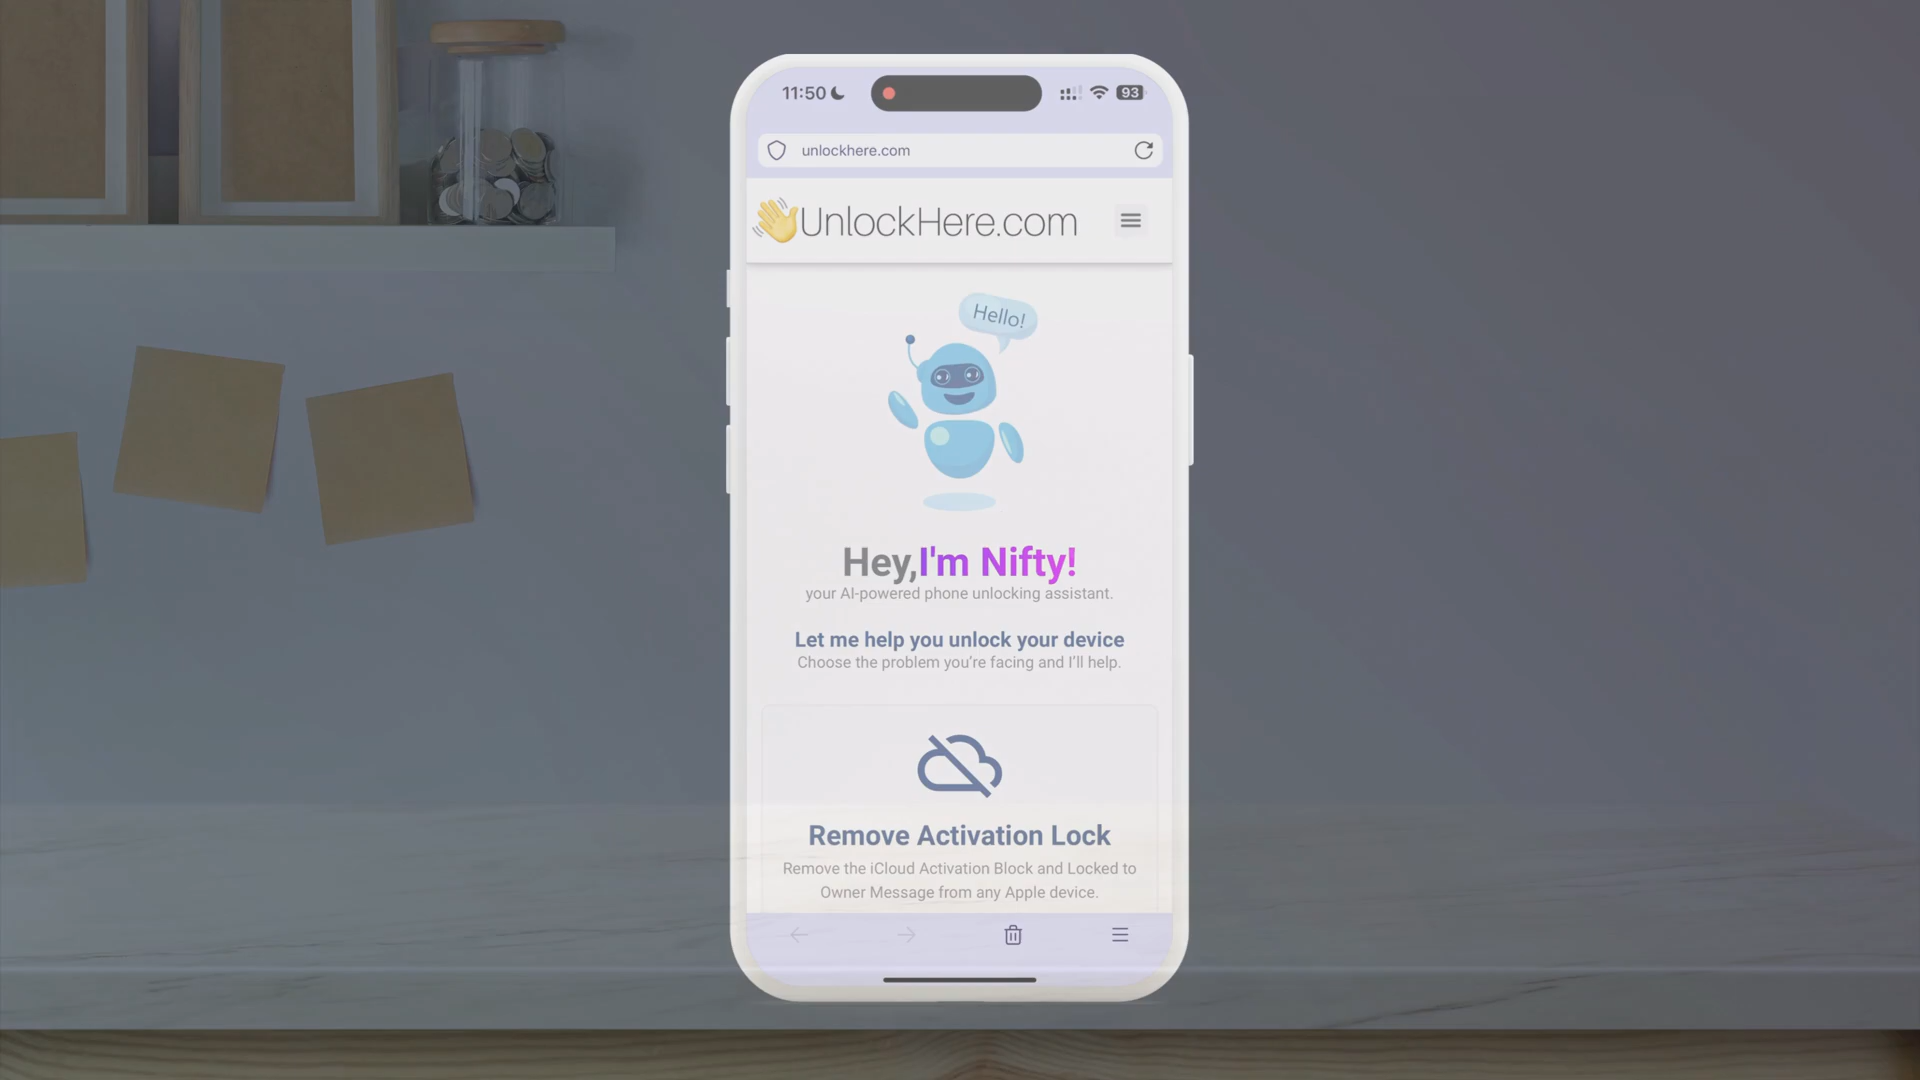 11:50
93
unlockhere.com
UnlockHere.com
Hello!
Hey,I'm Nifty!
your AI-powered phone unlocking assistant.
Let me help you unlock your device
Choose the problem you're facing and I'll help.
Remove Activation Lock
Remove the iCloud Activation Block and Locked to
Owner Message from any Apple device.